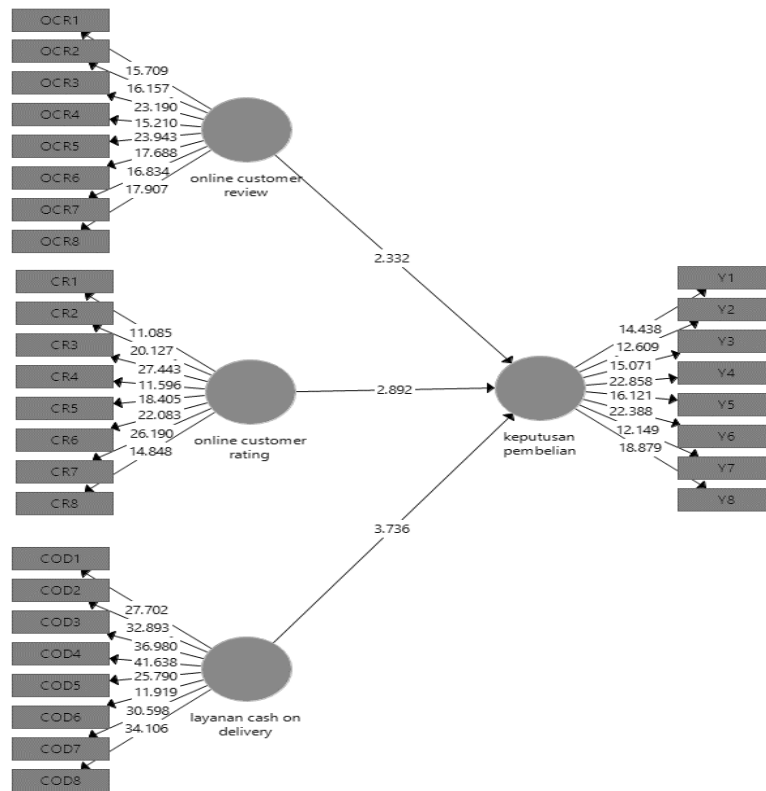 OCR1
OCR2
OCR3
OCR4
OCR5
OCR6
OCR7
OCR8
15.709
16.157
23.190
15.210
23.943
17.688
16.834
17.907
online customer
review
2.332
CR1
CR2
CR3
CR4
CR5
CR6
CR7
CR8
11.085
20.127
27.443
11.596
18.405
22.083
26.190
14.848
online customer
rating
2.892
COD1
COD2
COD3
COD4
COD5
COD6
COD7
COD8
27.702
32.893
36.980
41.638
25.790
11.919
30.598
34.106
layanan cash on
delivery
3.736
keputusan
pembelian
14.438
12.609
15.071
22.858
16.121
22.388
12.149
18.879
Y1
Y2
Y3
Y4
Y5
Y6
Y7
Y8